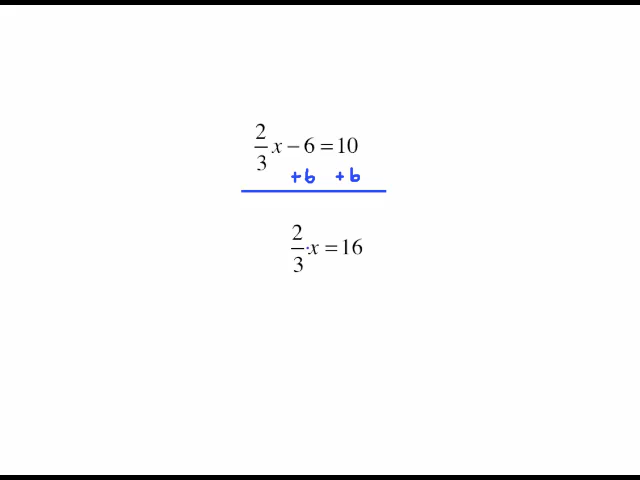 2/3 x − 6 = 10
+6 +6
2/3 · x = 16